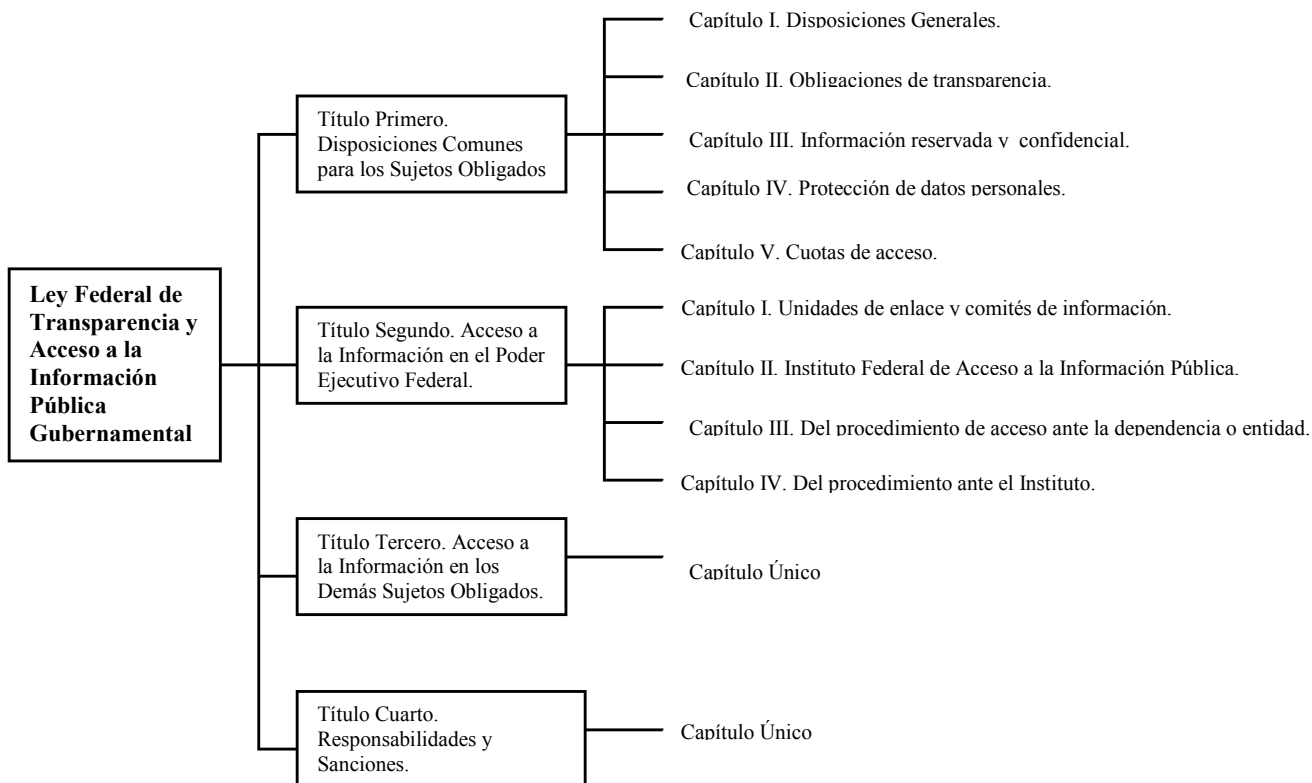 Ley Federal de
Transparencia y
Acceso a la
Información
Pública
Gubernamental
Título Primero.
Disposiciones Comunes
para los Sujetos Obligados
Capítulo I. Disposiciones Generales.
Capítulo II. Obligaciones de transparencia.
Capítulo III. Información reservada y  confidencial.
Capítulo IV. Protección de datos personales.
Capítulo V. Cuotas de acceso.
Título Segundo. Acceso a
la Información en el Poder
Ejecutivo Federal.
Capítulo I. Unidades de enlace y comités de información.
Capítulo II. Instituto Federal de Acceso a la Información Pública.
Capítulo III. Del procedimiento de acceso ante la dependencia o entidad.
Capítulo IV. Del procedimiento ante el Instituto.
Título Tercero. Acceso a
la Información en los
Demás Sujetos Obligados.
Capítulo Único
Título Cuarto.
Responsabilidades y
Sanciones.
Capítulo Único